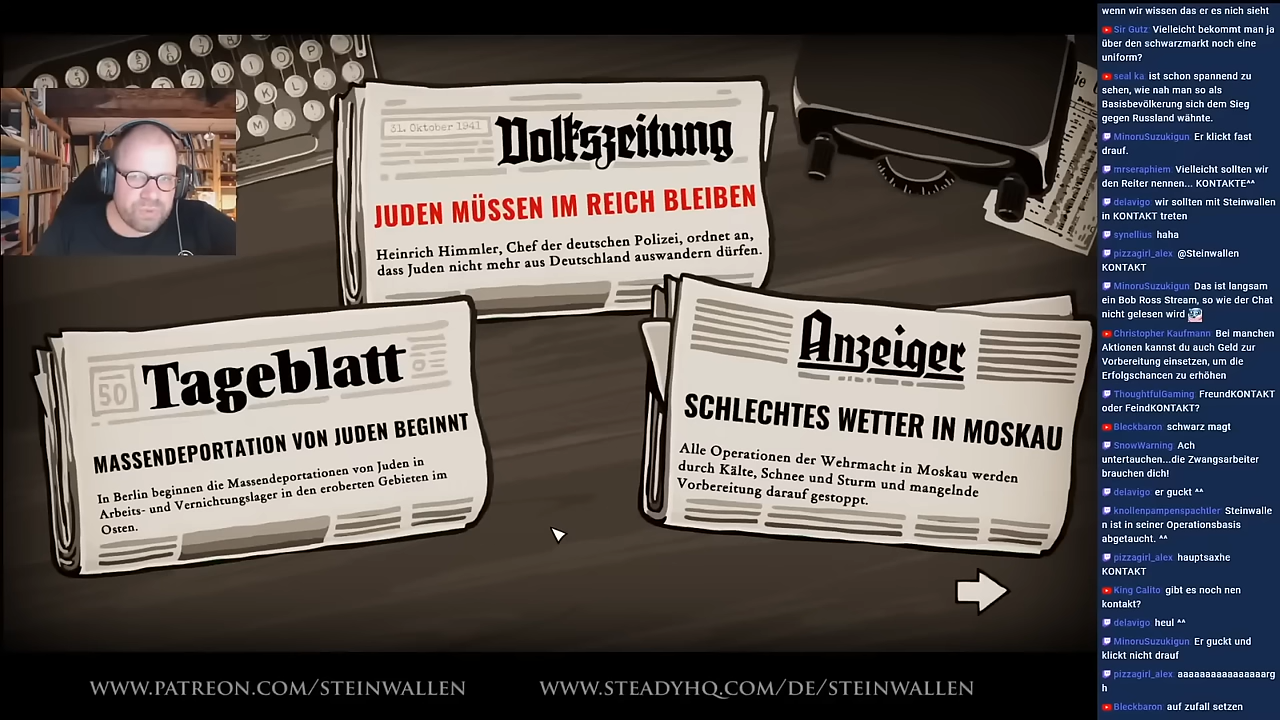 31. Oktober 1941
Volkszeitung
JUDEN MÜSSEN IM REICH BLEIBEN
Heinrich Himmler, Chef der deutschen Polizei, ordnet an,
dass Juden nicht mehr aus Deutschland auswandern dürfen.
50
Tageblatt
MASSENDEPORTATION VON JUDEN BEGINNT
In Berlin beginnen die Massendeportationen von Juden in
Arbeits- und Vernichtungslager in den eroberten Gebieten im
Osten.
Anzeiger
SCHLECHTES WETTER IN MOSKAU
Alle Operationen der Wehrmacht in Moskau werden
durch Kälte, Schnee und Sturm und mangelnde
Vorbereitung darauf gestoppt.
WWW.PATREON.COM/STEINWALLEN
WWW.STEADYHQ.COM/DE/STEINWALLEN
wenn wir wissen das er es nich sieht
Sir Gutz Vielleicht bekommt man ja
über den schwarzmarkt noch eine
uniform?
seal ka ist schon spannend zu
sehen, wie nah man so als
Basisbevölkerung sich dem Sieg
gegen Russland wähnte.
MinoruSuzukigun Er klickt fast
drauf.
mrseraphiem Vielleicht sollten wir
den Reiter nennen... KONTAKTE^^
delavigo wir sollten mit Steinwallen
in KONTAKT treten
synellius haha
pizzagirl_alex @Steinwallen
KONTAKT
MinoruSuzukigun Das ist langsam
ein Bob Ross Stream, so wie der Chat
nicht gelesen wird
Christopher Kaufmann Bei manchen
Aktionen kannst du auch Geld zur
Vorbereitung einsetzen, um die
Erfolgschancen zu erhöhen
ThoughtfulGaming FreundKONTAKT
oder FeindKONTAKT?
Bleckbaron schwarz magt
SnowWarning Ach
untertauchen...die Zwangsarbeiter
brauchen dich!
delavigo er guckt ^^
knollenpampenspachtler Steinwalle
n ist in seiner Operationsbasis
abgetaucht. ^^
pizzagirl_alex hauptsaxhe
KONTAKT
King Calito gibt es noch nen
kontakt?
delavigo heul ^^
MinoruSuzukigun Er guckt und
klickt nicht drauf
pizzagirl_alex aaaaaaaaaaaaaaaarg
h
Bleckbaron auf zufall setzen